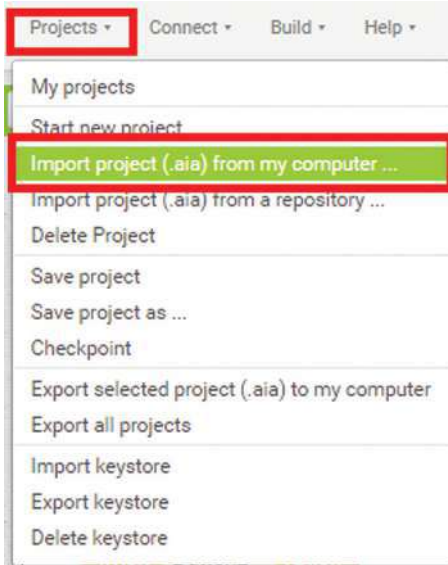 Projects ▾ Connect ▾ Build ▾ Help ▾
My projects
Start new project
Import project (.aia) from my computer ...
Import project (.aia) from a repository ...
Delete Project
Save project
Save project as ...
Checkpoint
Export selected project (.aia) to my computer
Export all projects
Import keystore
Export keystore
Delete keystore